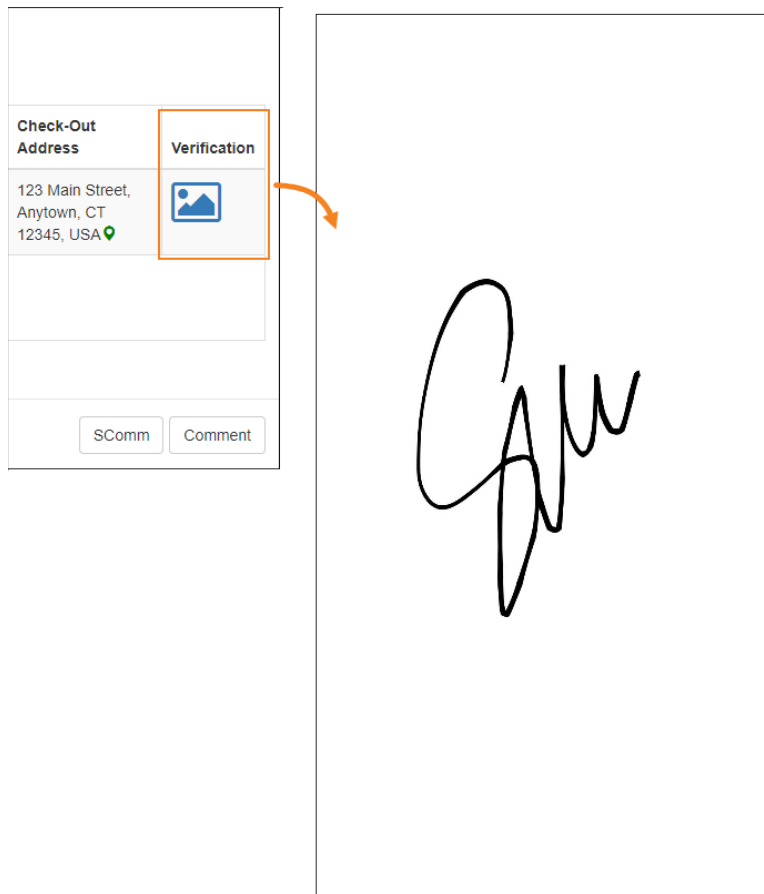 Check-Out
Address
Verification
123 Main Street,
Anytown, CT
12345, USA
SComm
Comment